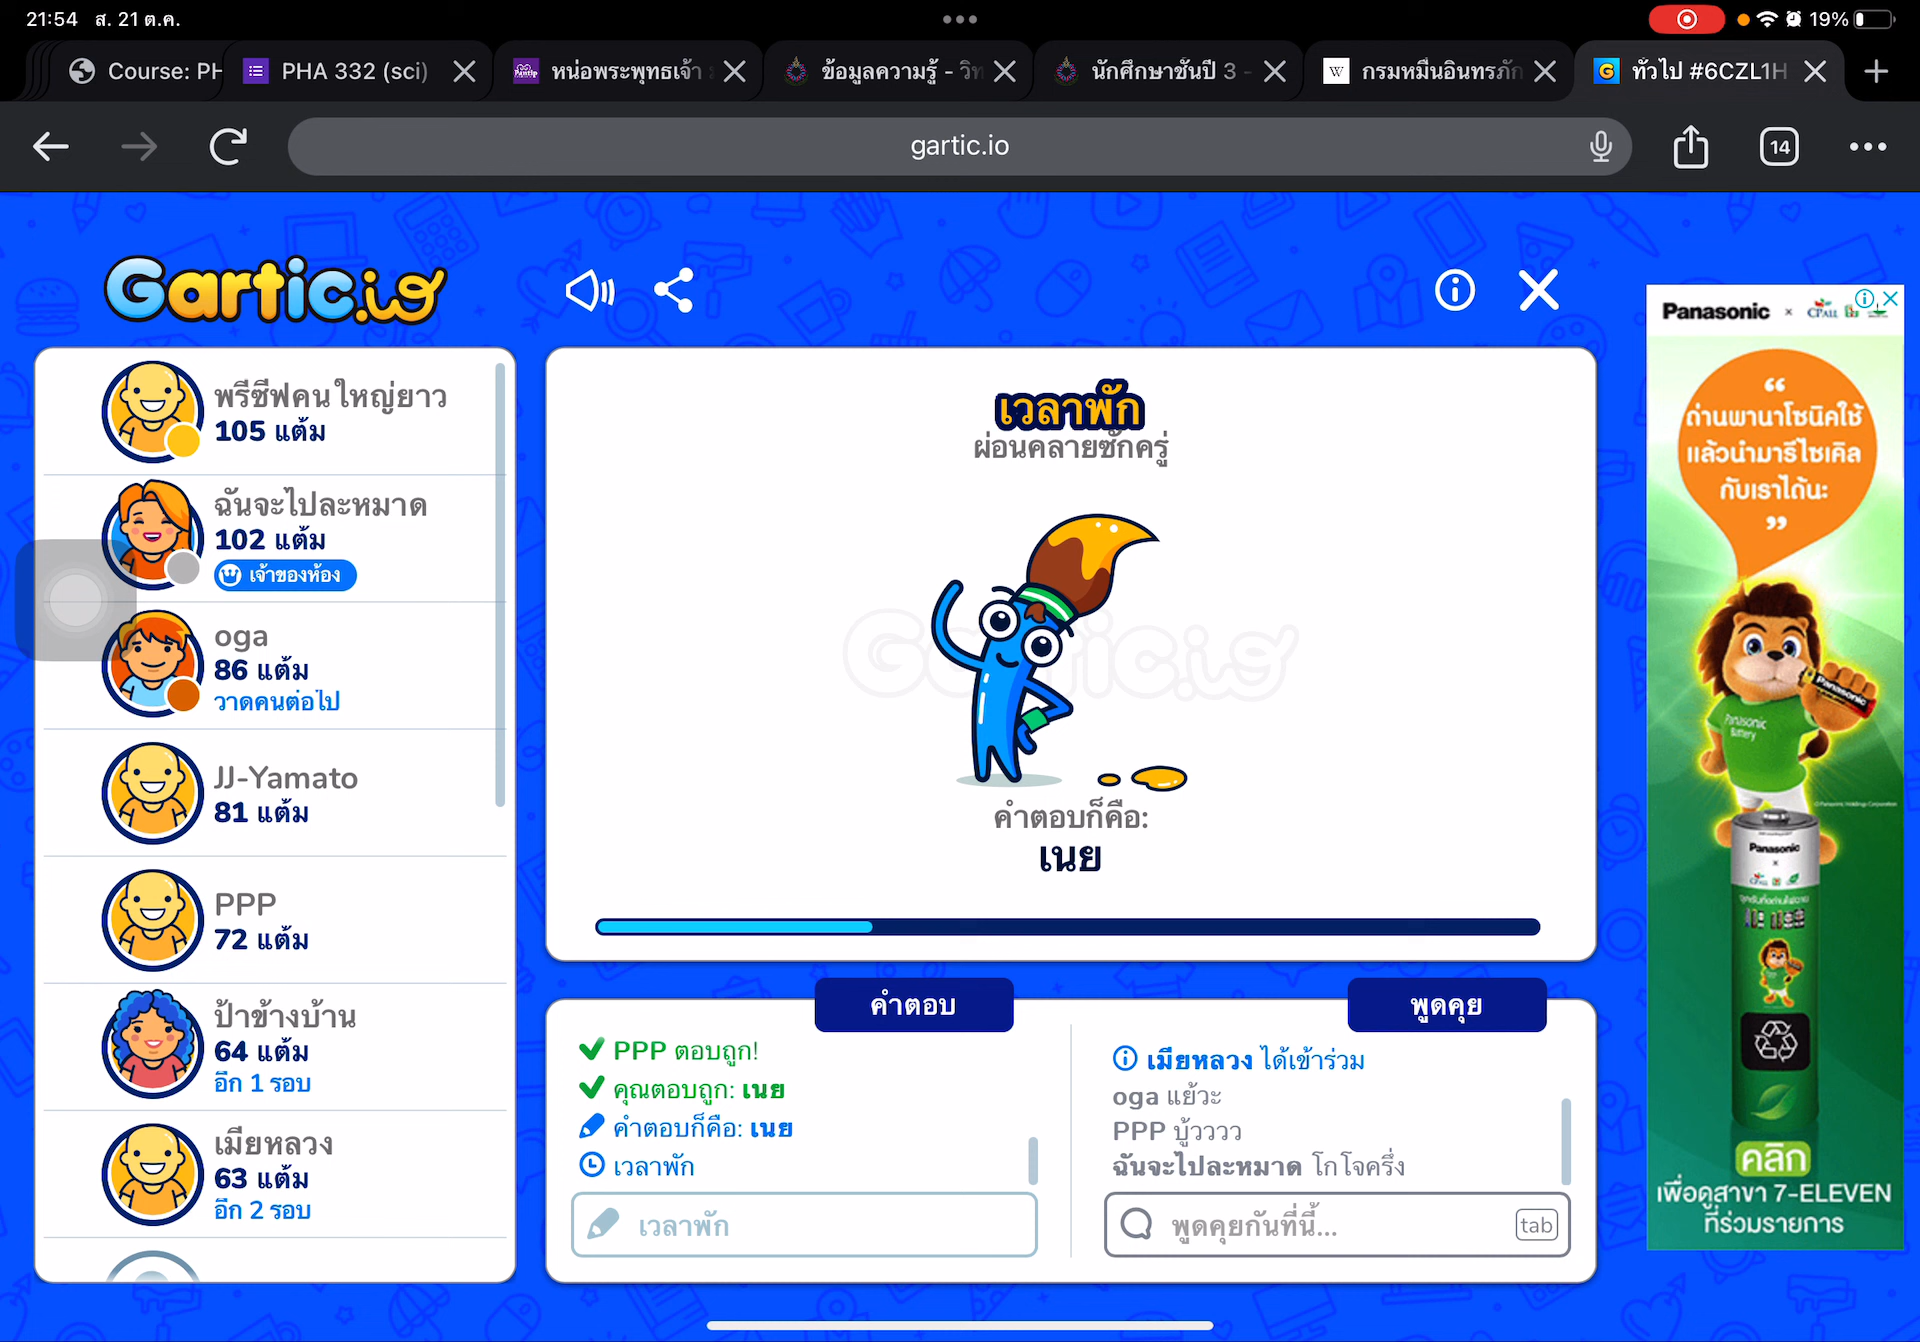 21:54 ส. 21 ต.ค.
19%
Course: PH
PHA 332 (sci)
หน่อพระพุทธเจ้า
ข้อมูลความรู้ - วิท
นักศึกษาชั้นปี 3 -
W กรมหมื่นอินทรภัก
G ทั่วไป #6CZL1H
gartic.io
14
Gartic.io
พรีซีฟคนใหญ่ยาว
105 แต้ม
ฉันจะไปละหมาด
102 แต้ม
เจ้าของห้อง
oga
86 แต้ม
วาดคนต่อไป
JJ-Yamato
81 แต้ม
PPP
72 แต้ม
ป้าข้างบ้าน
64 แต้ม
อีก 1 รอบ
เมียหลวง
63 แต้ม
อีก 2 รอบ
เวลาพัก
ผ่อนคลายซักครู่
Gartic.io
คำตอบก็คือ:
เนย
คำตอบ
PPP ตอบถูก!
คุณตอบถูก: เนย
คำตอบก็คือ: เนย
เวลาพัก
เวลาพัก
พูดคุย
เมียหลวง ได้เข้าร่วม
oga แย้วะ
PPP บู้วววว
ฉันจะไปละหมาด โกโจครึ่ง
พูดคุยกันที่นี้...
tab
Panasonic × CPALL
“
ถ่านพานาโซนิคใช้
แล้วนำมารีไซเคิล
กับเราได้นะ
”
Panasonic
Panasonic
Battery
Panasonic
×
คลิก
เพื่อดูสาขา 7-ELEVEN
ที่ร่วมรายการ